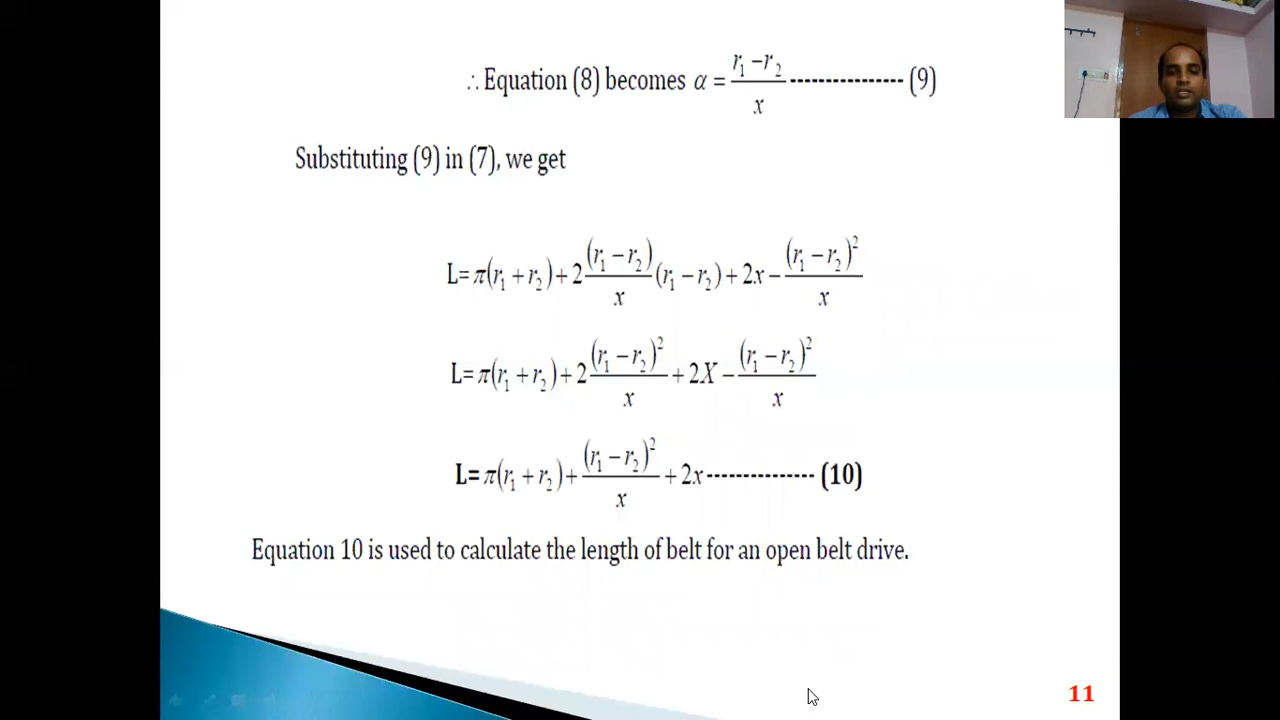 ∴ Equation (8) becomes α = (r₁ − r₂)/x ---------------- (9)
Substituting (9) in (7), we get
L= π(r₁ + r₂) + 2 (r₁ − r₂)/x (r₁ − r₂) + 2x − (r₁ − r₂)²/x
L= π(r₁ + r₂) + 2 (r₁ − r₂)²/x + 2X − (r₁ − r₂)²/x
L= π(r₁ + r₂) + (r₁ − r₂)²/x + 2x --------------- (10)
Equation 10 is used to calculate the length of belt for an open belt drive.
11